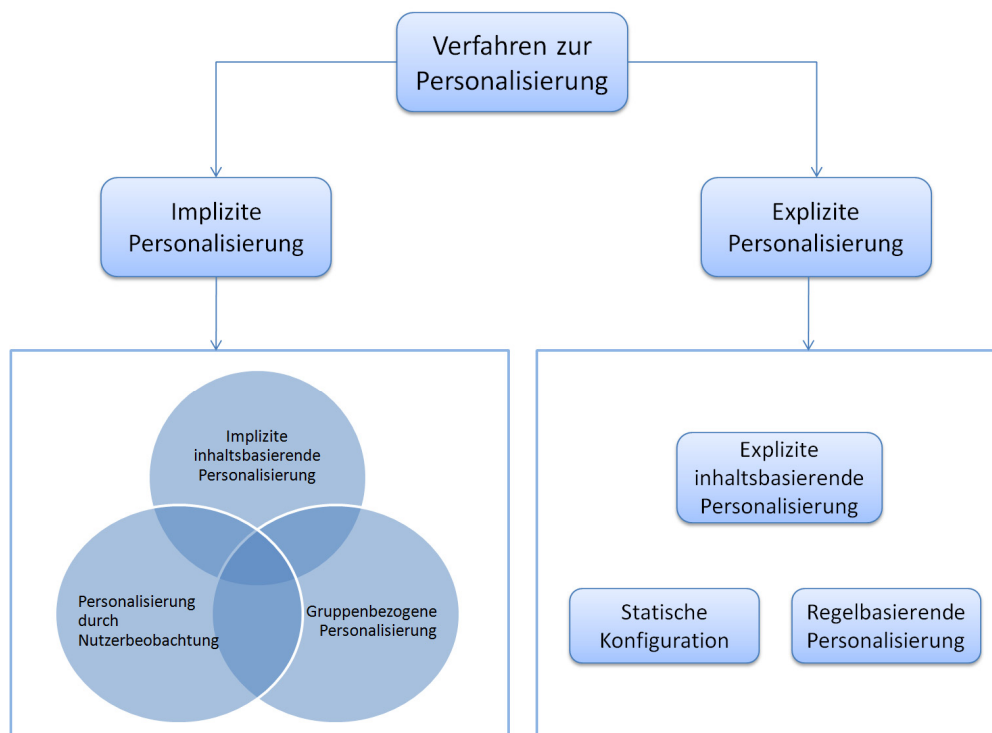 Verfahren zur
Personalisierung
Implizite
Personalisierung
Explizite
Personalisierung
Implizite
inhaltsbasierende
Personalisierung
Personalisierung
durch
Nutzerbeobachtung
Gruppenbezogene
Personalisierung
Explizite
inhaltsbasierende
Personalisierung
Statische
Konfiguration
Regelbasierende
Personalisierung